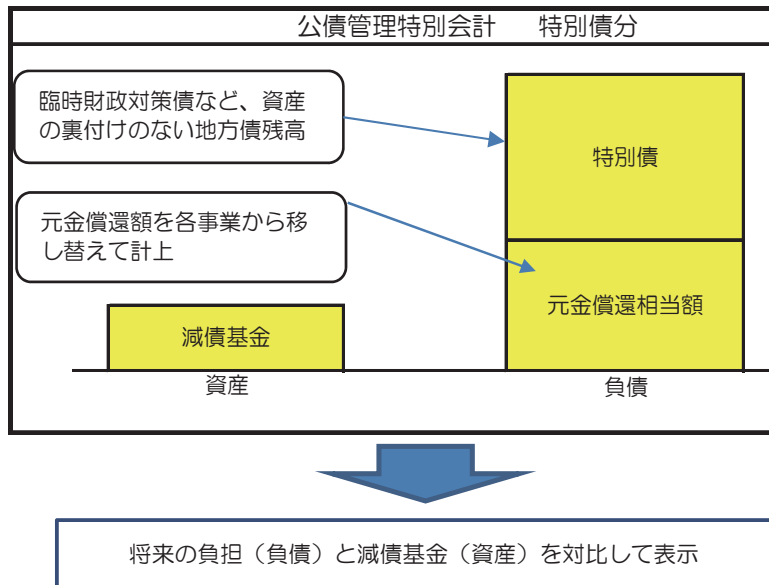 公債管理特別会計　特別債分
臨時財政対策債など、資産
の裏付けのない地方債残高
特別債
元金償還額を各事業から移
し替えて計上
元金償還相当額
減債基金
資産
負債
将来の負担（負債）と減債基金（資産）を対比して表示